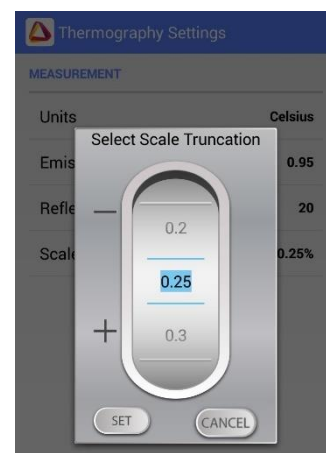 Thermography Settings
MEASUREMENT
Units Celsius
Select Scale Truncation
Emis 0.95
Refle 20
Scale 0.25%
− 0.2
0.25
+ 0.3
SET CANCEL